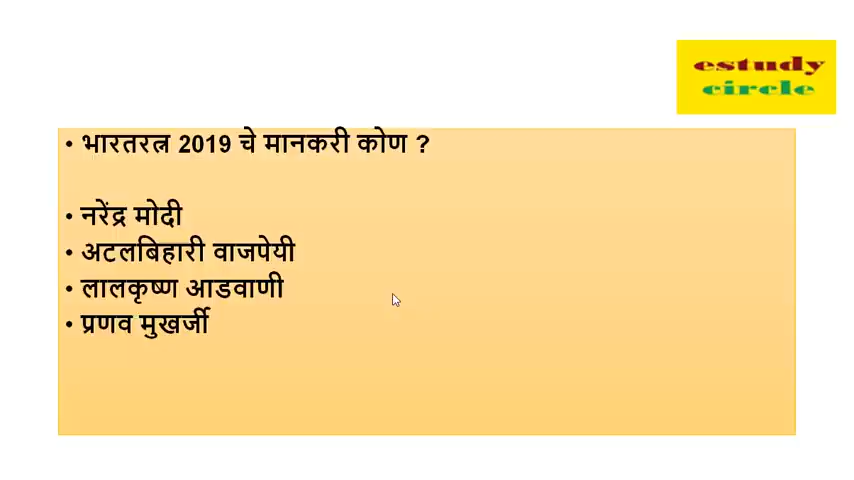 estudy
circle
• भारतरत्न 2019 चे मानकरी कोण ?
• नरेंद्र मोदी
• अटलबिहारी वाजपेयी
• लालकृष्ण आडवाणी
• प्रणव मुखर्जी